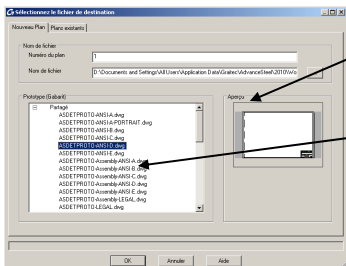 Sélectionnez le fichier de destination
Nouveau Plan
Plans existants
Nom de fichier
Numéro du plan
1
Nom de fichier
D:\Documents and Settings\All Users\Application Data\Graitec\AdvanceSteel\2010\
Prototype (Gabarit)
Partagé
ASDETPROTO-ANSI-A.dwg
ASDETPROTO-ANSI-A-PORTRAIT.dwg
ASDETPROTO-ANSI-B.dwg
ASDETPROTO-ANSI-C.dwg
ASDETPROTO-ANSI-D.dwg
ASDETPROTO-ANSI-E.dwg
ASDETPROTO-Assembly-ANSI-A.dwg
ASDETPROTO-Assembly-ANSI-B.dwg
ASDETPROTO-Assembly-ANSI-C.dwg
ASDETPROTO-Assembly-ANSI-D.dwg
ASDETPROTO-Assembly-ANSI-E.dwg
ASDETPROTO-Assembly-LEGAL.dwg
ASDETPROTO-LEGAL.dwg
Aperçu
OK
Annuler
Aide